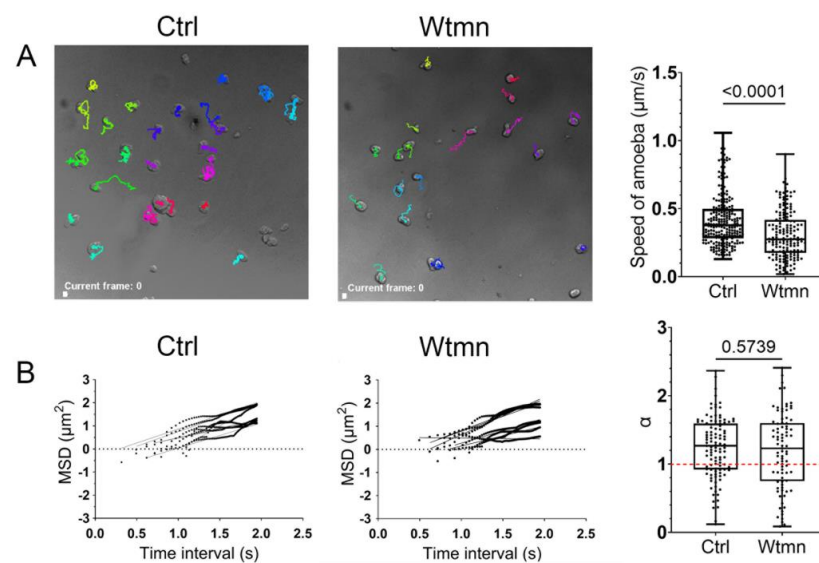 Ctrl
Wtmn
A
Current frame: 0
Current frame: 0
Speed of amoeba (μm/s)
1.5
1.0
0.5
0.0
<0.0001
Ctrl
Wtmn
B
Ctrl
Wtmn
MSD (μm²)
3
2
1
0
-1
-2
-3
0.0 0.5 1.0 1.5 2.0 2.5
Time interval (s)
MSD (μm²)
3
2
1
0
-1
-2
-3
0.0 0.5 1.0 1.5 2.0 2.5
Time interval (s)
α
3
2
1
0
0.5739
Ctrl
Wtmn